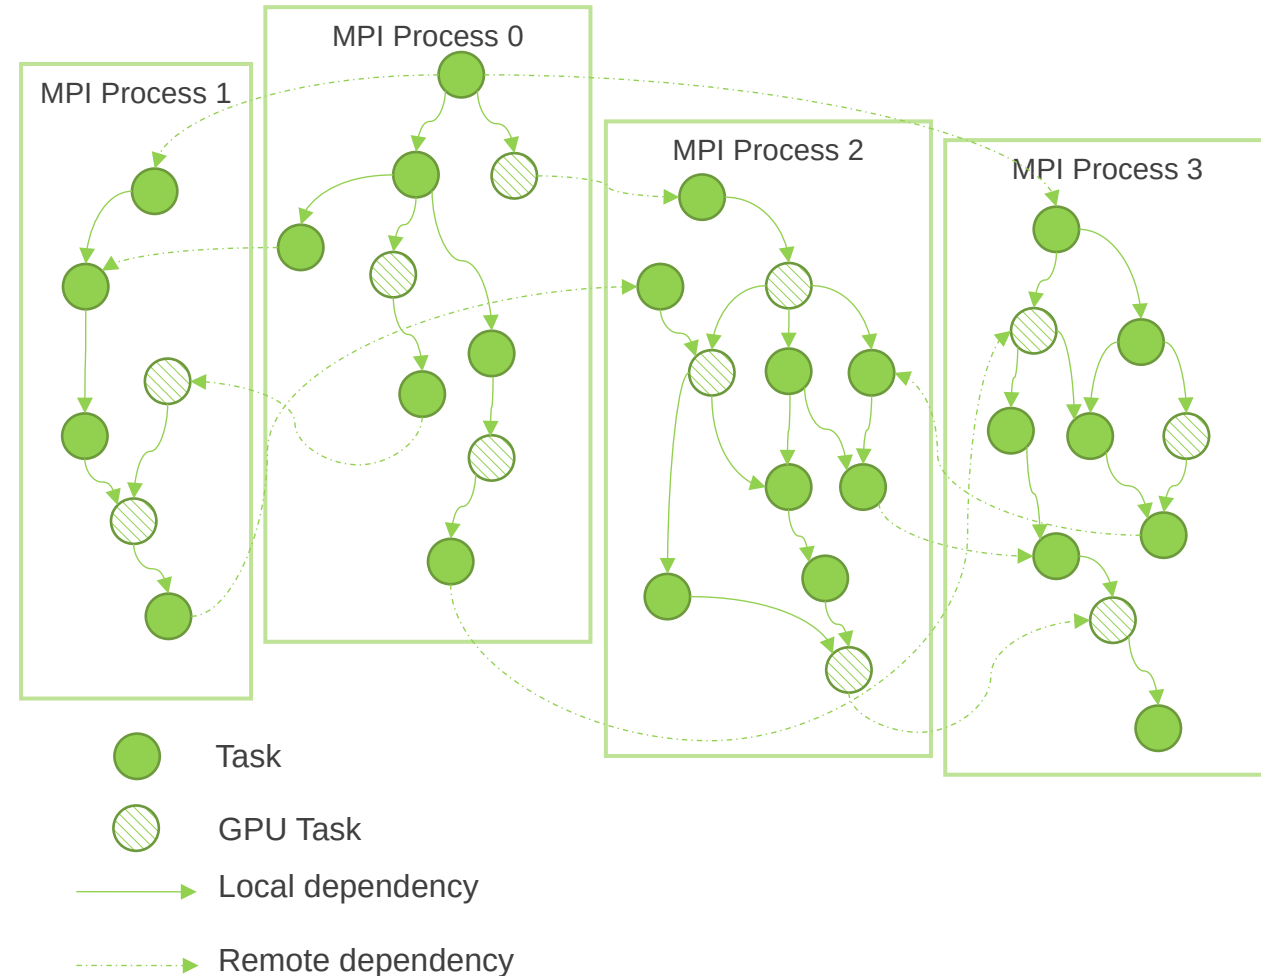 MPI Process 0
MPI Process 1
MPI Process 2
MPI Process 3
Task
GPU Task
Local dependency
Remote dependency